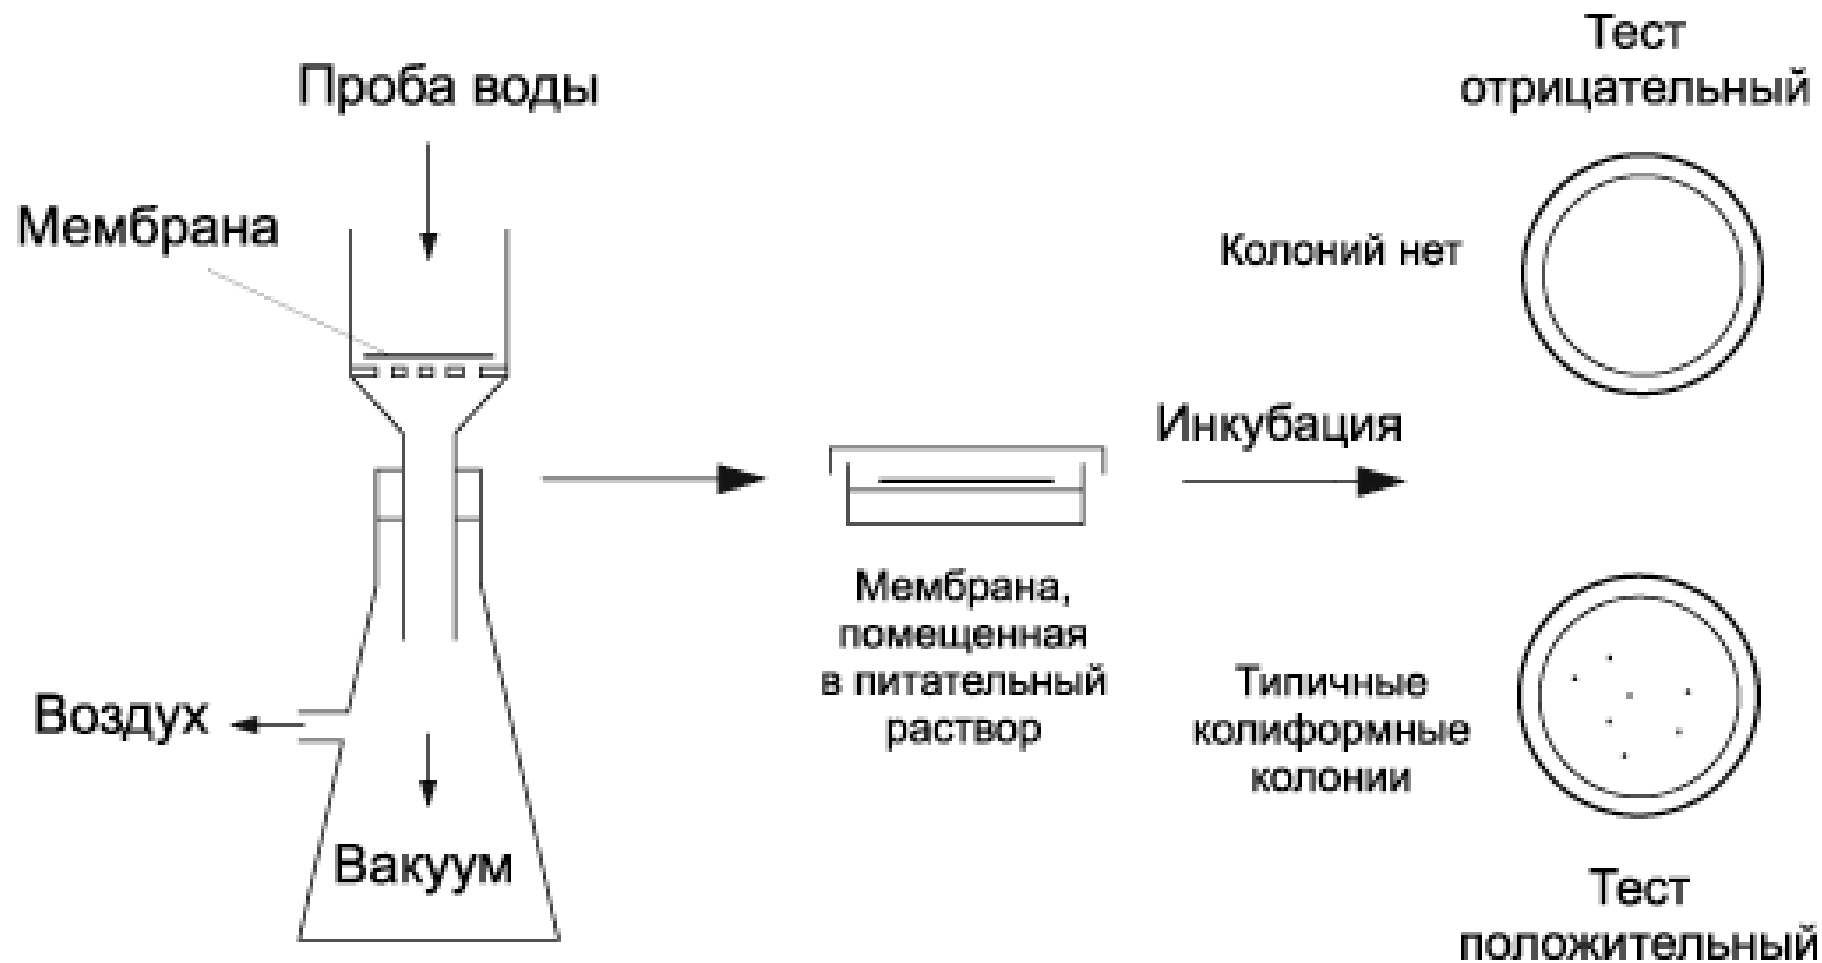 Проба воды
Мембрана
Воздух
Вакуум
Мембрана,
помещенная
в питательный
раствор
Инкубация
Тест
отрицательный
Колоний нет
Типичные
колиформные
колонии
Тест
положительный